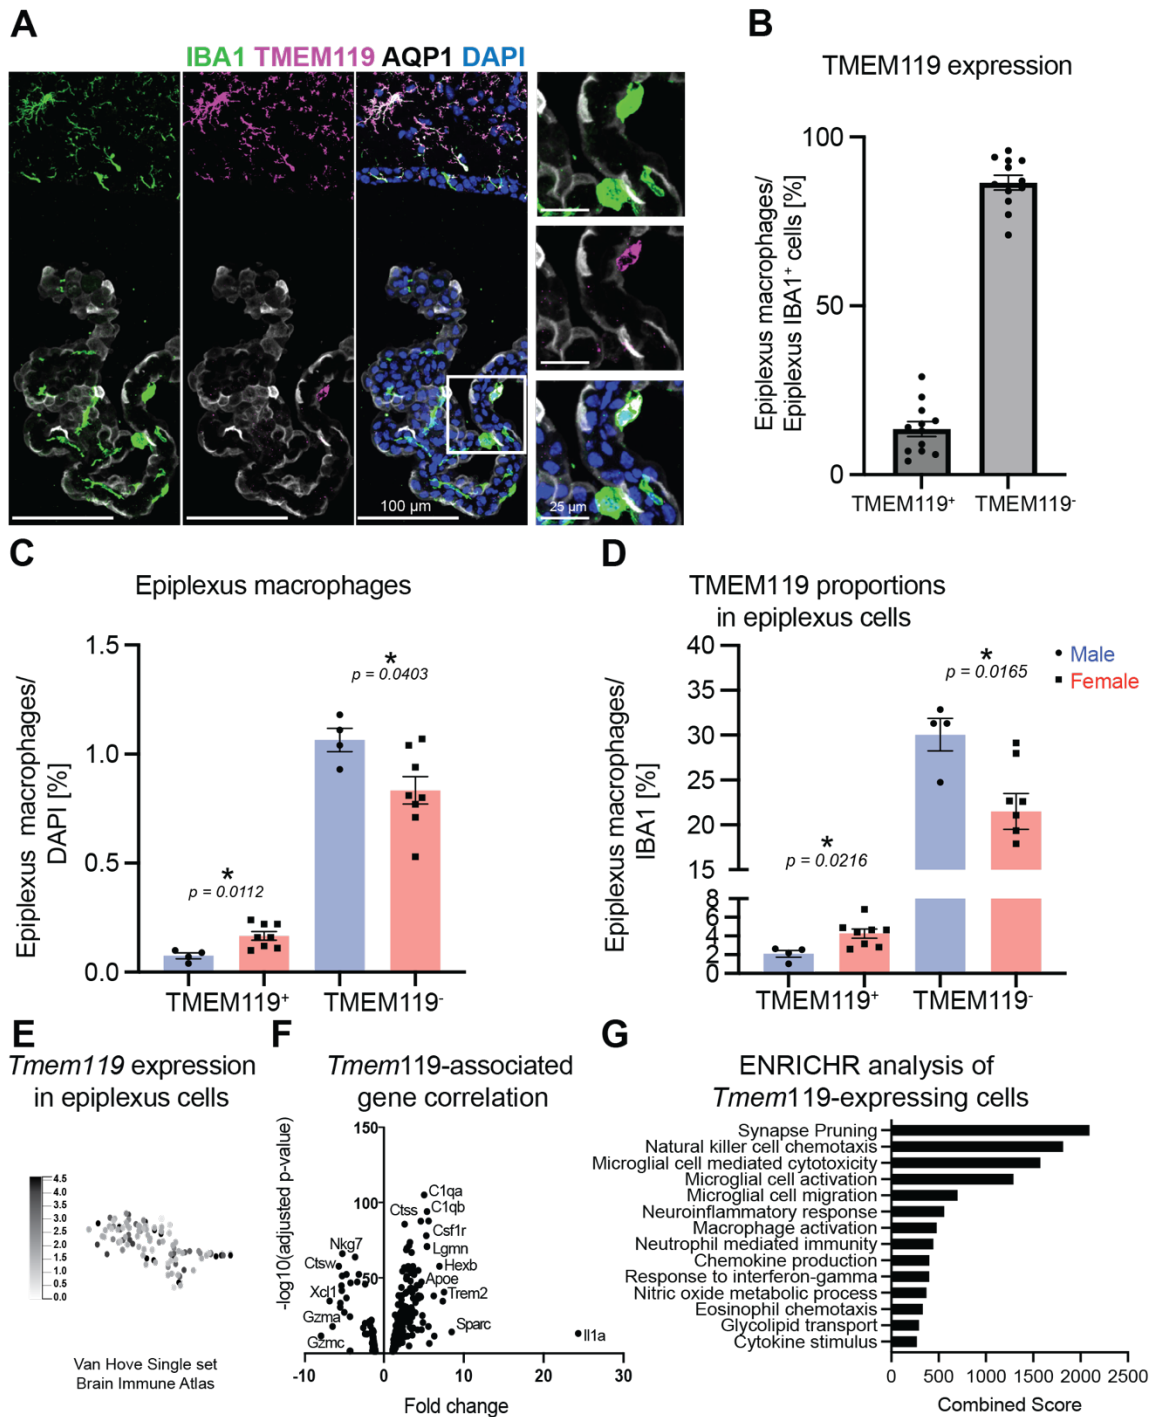 A
IBA1 TMEM119 AQP1 DAPI
100 µm
25 µm
B
TMEM119 expression
Epiplexus macrophages/
Epiplexus IBA1+ cells [%]
100
50
0
TMEM119+
TMEM119-
C
Epiplexus macrophages
Epiplexus macrophages/
DAPI [%]
1.5
1.0
0.5
0.0
*
p = 0.0112
*
p = 0.0403
TMEM119+
TMEM119-
D
TMEM119 proportions
in epiplexus cells
Epiplexus macrophages/
IBA1 [%]
40
35
30
25
20
15
8
6
4
2
0
*
p = 0.0216
*
p = 0.0165
Male
Female
TMEM119+
TMEM119-
E
Tmem119 expression
in epiplexus cells
4.5
4.0
3.5
3.0
2.5
2.0
1.5
1.0
0.5
0.0
Van Hove Single set
Brain Immune Atlas
F
Tmem119-associated
gene correlation
-log10(adjusted p-value)
150
100
50
C1qa
C1qb
Ctss
Csf1r
Lgmn
Hexb
Apoe
Trem2
Sparc
Il1a
Nkg7
Ctsw
Xcl1
Gzma
Gzmc
-10
0
10
20
30
Fold change
G
ENRICHR analysis of
Tmem119-expressing cells
Synapse Pruning
Natural killer cell chemotaxis
Microglial cell mediated cytotoxicity
Microglial cell activation
Microglial cell migration
Neuroinflammatory response
Macrophage activation
Neutrophil mediated immunity
Chemokine production
Response to interferon-gamma
Nitric oxide metabolic process
Eosinophil chemotaxis
Glycolipid transport
Cytokine stimulus
0 500 1000 1500 2000 2500
Combined Score